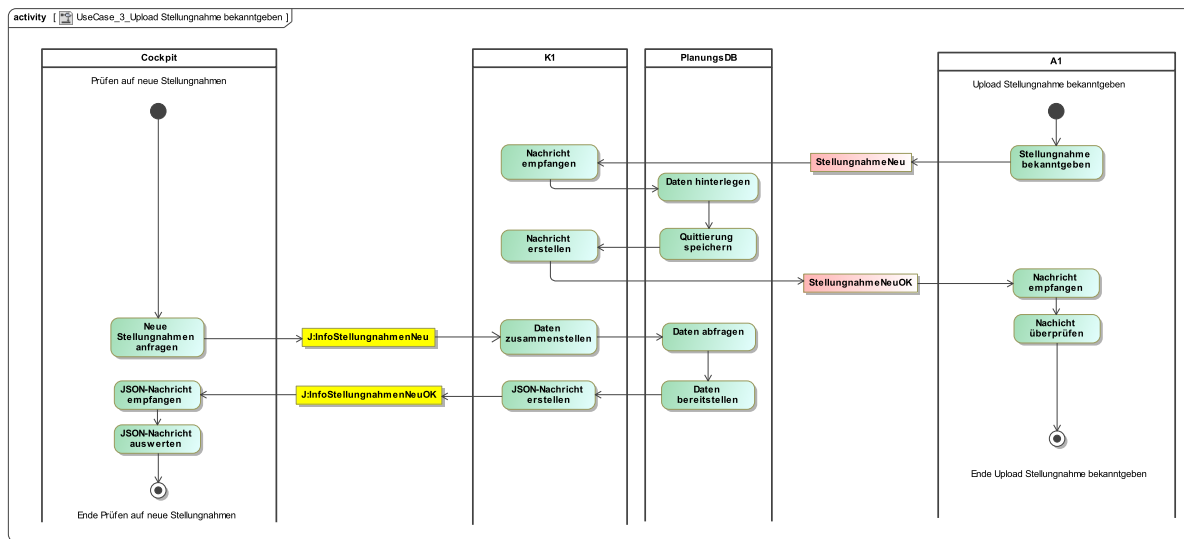 activity [ UseCase_3_Upload Stellungnahme bekanntgeben ]
Cockpit
K1
PlanungsDB
A1
Prüfen auf neue Stellungnahmen
Upload Stellungnahme bekanntgeben
Nachricht
empfangen
StellungnahmeNeu
Stellungnahme
bekanntgeben
Daten hinterlegen
Nachricht
erstellen
Quittierung
speichern
StellungnahmeNeuOK
Nachricht
empfangen
Neue
Stellungnahmen
anfragen
J:InfoStellungnahmenNeu
Daten
zusammenstellen
Daten abfragen
Nachicht
überprüfen
JSON-Nachricht
empfangen
J:InfoStellungnahmenNeuOK
JSON-Nachricht
erstellen
Daten
bereitstellen
JSON-Nachricht
auswerten
Ende Upload Stellungnahme bekanntgeben
Ende Prüfen auf neue Stellungnahmen